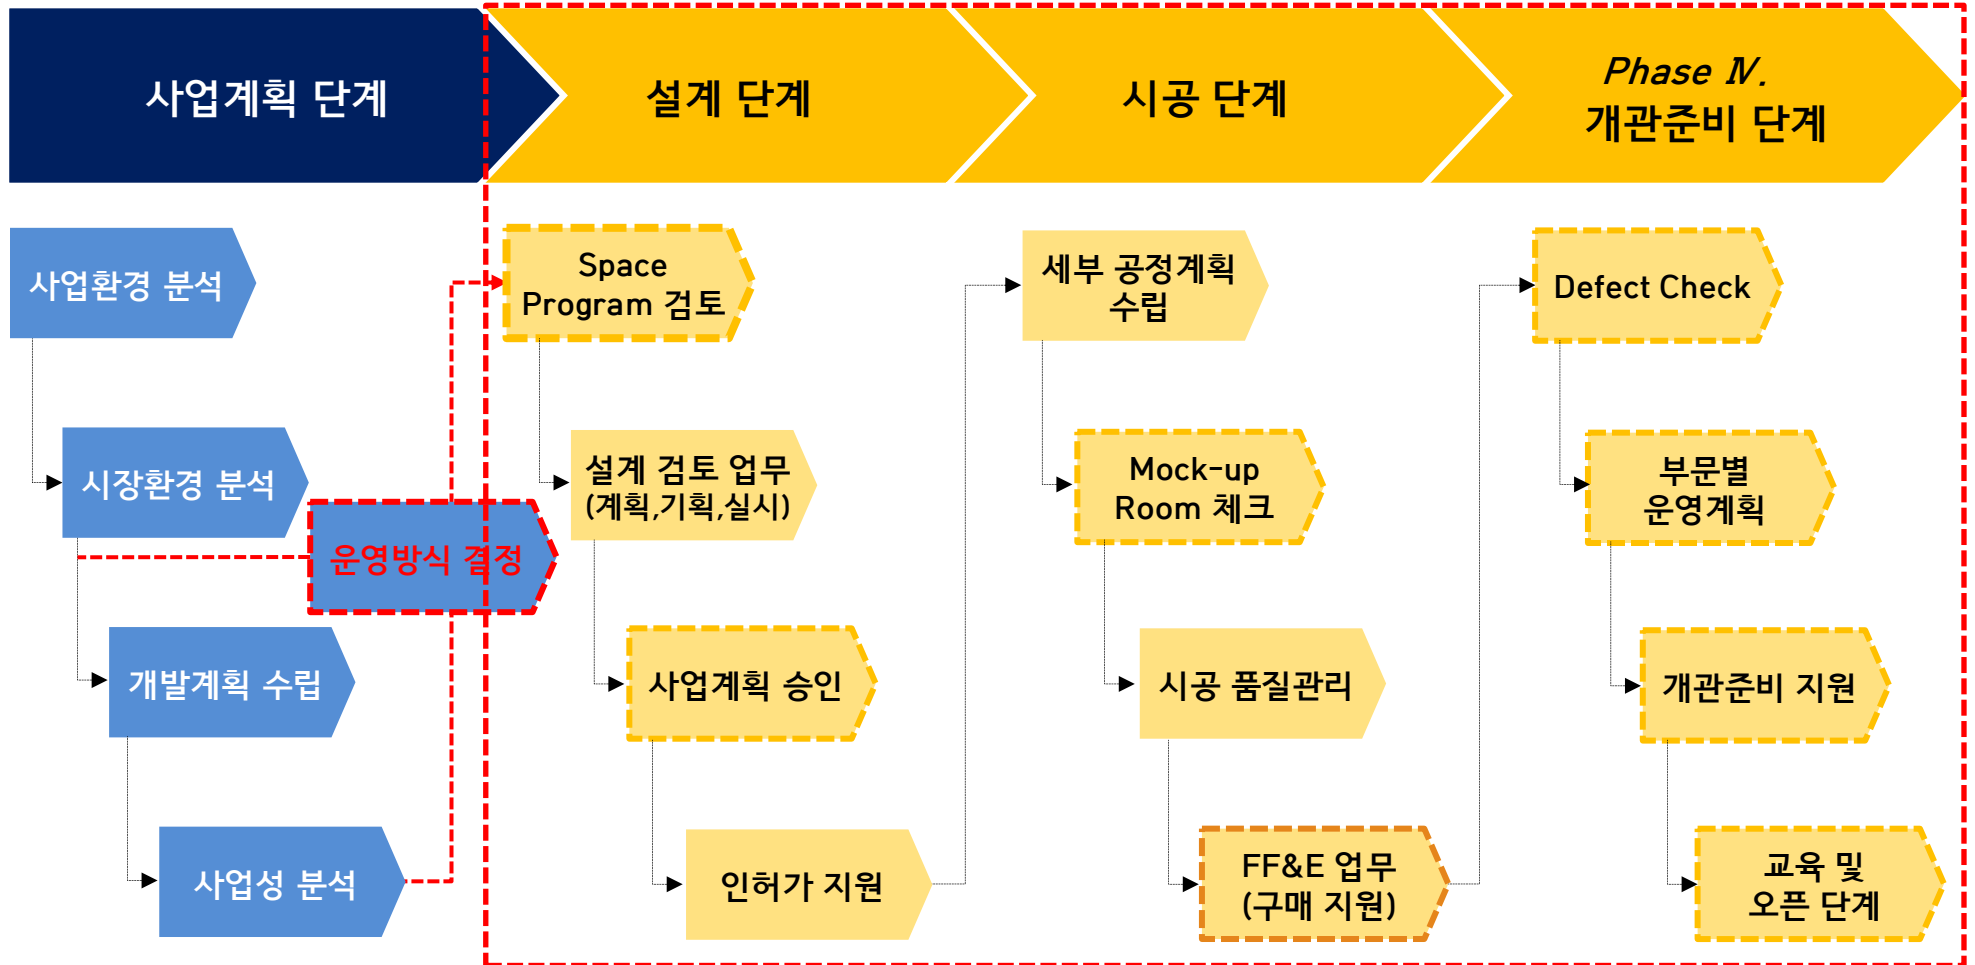 사업계획 단계
설계 단계
시공 단계
Phase Ⅳ.
개관준비 단계
사업환경 분석
시장환경 분석
운영방식 결정
개발계획 수립
사업성 분석
Space
Program 검토
설계 검토 업무
(계획,기획,실시)
사업계획 승인
인허가 지원
세부 공정계획
수립
Mock-up
Room 체크
시공 품질관리
FF&E 업무
(구매 지원)
Defect Check
부문별
운영계획
개관준비 지원
교육 및
오픈 단계